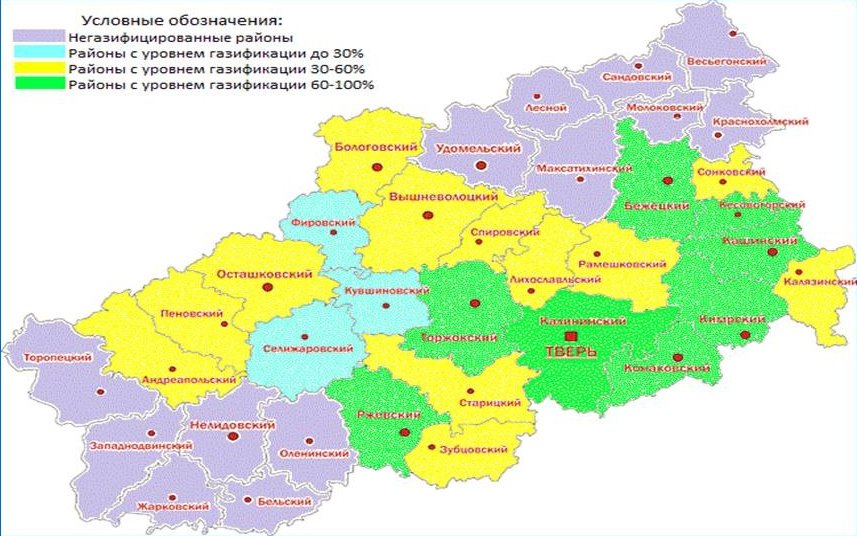 Условные обозначения:
Негазифицированные районы
Районы с уровнем газификации до 30%
Районы с уровнем газификации 30-60%
Районы с уровнем газификации 60-100%
Весьегонский
Сандовский
Лесной
Молоковский
Краснохолмский
Бологовский
Удомельский
Максатихинский
Сонковский
Вышневолоцкий
Бежецкий
Кесовогорский
Фировский
Спировский
Кашинский
Осташковский
Рамешковский
Лихославльский
Калязинский
Кувшиновский
Пеновский
Калининский
Кимрский
Торжокский
Селижаровский
ТВЕРЬ
Торопецкий
Конаковский
Андреапольский
Старицкий
Ржевский
Нелидовский
Западнодвинский
Оленинский
Зубцовский
Жарковский
Бельский